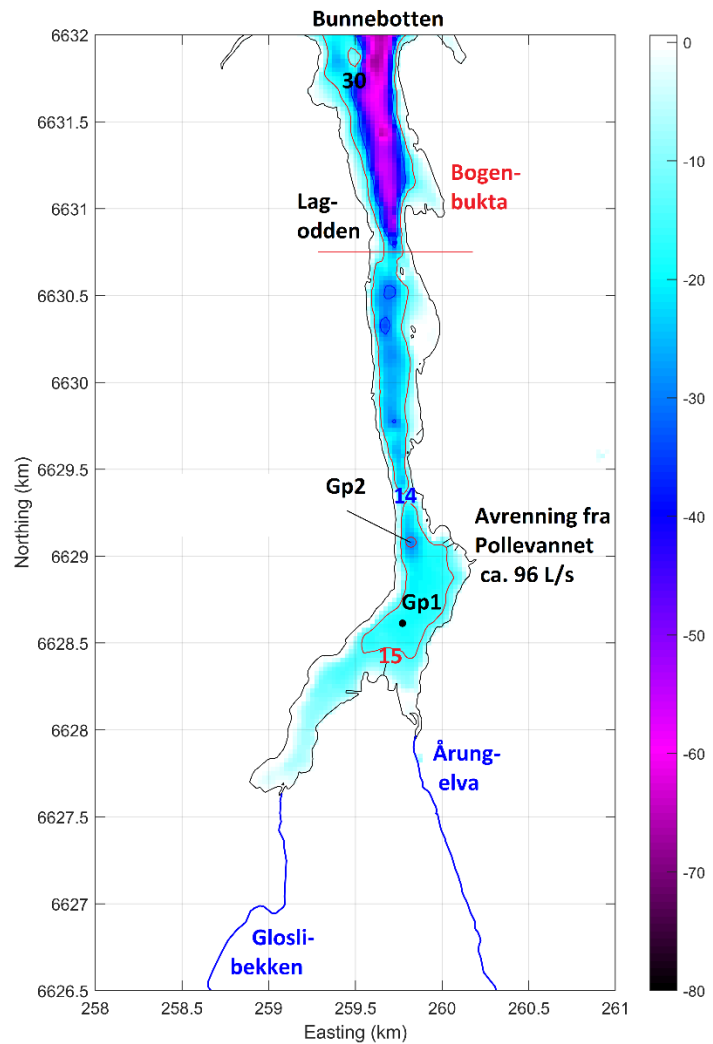 Bunnebotten
6632
0
30
6631.5
-10
Bogen-
bukta
Lag-
odden
6631
-20
6630.5
-30
6630
6629.5
14
-40
Gp2
Avrenning fra
Pollevannet
ca. 96 L/s
6629
-50
Gp1
6628.5
15
-60
6628
Årung-
elva
6627.5
-70
6627
Glosli-
bekken
6626.5
-80
258
258.5
259
259.5
260
260.5
261
Easting (km)
Northing (km)